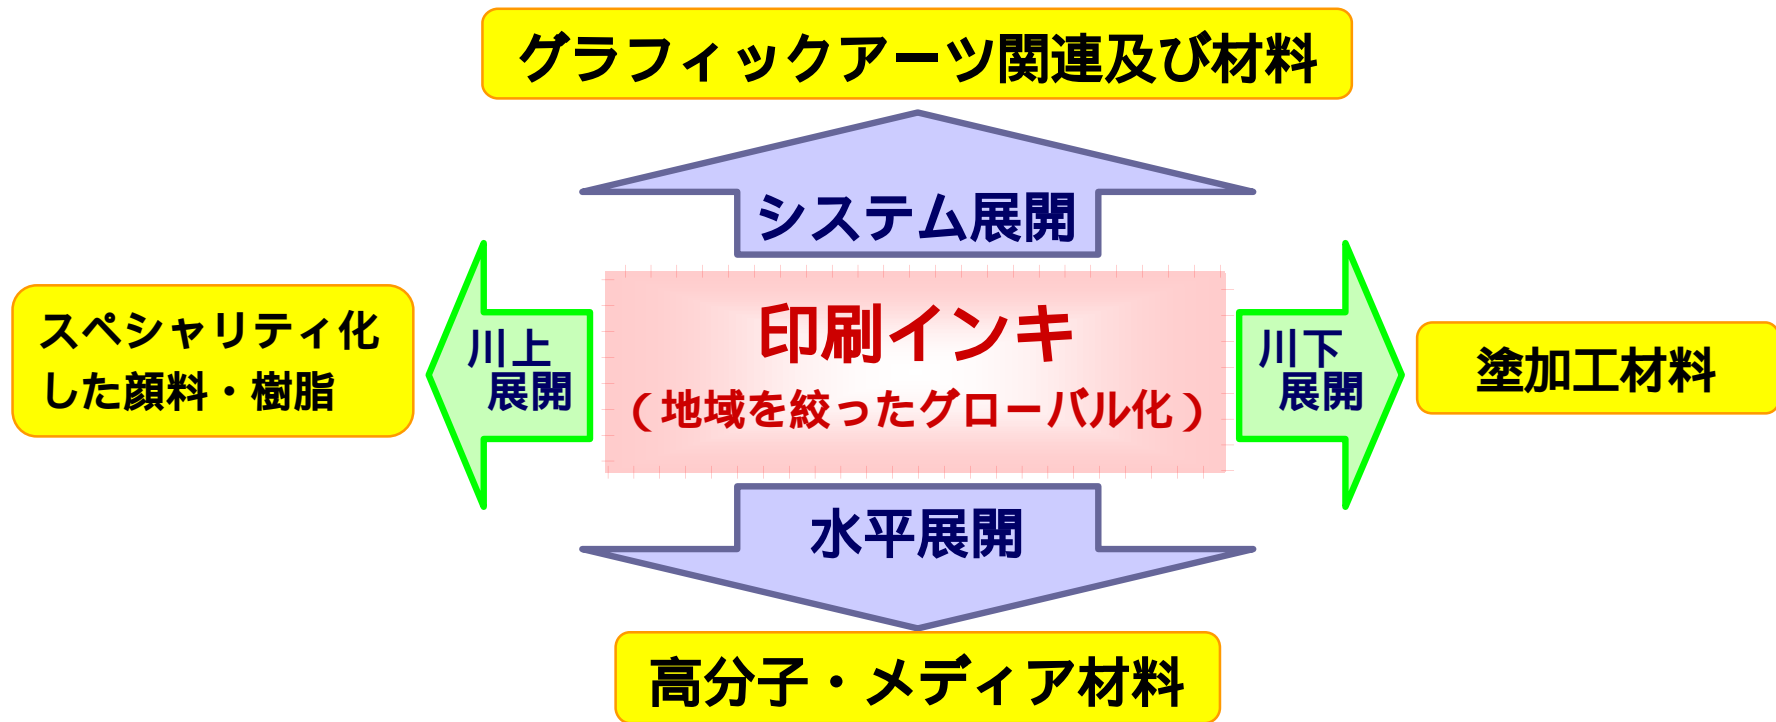 グラフィックアーツ関連及び材料
システム展開
スペシャリティ化
した顔料・樹脂
川上
展開
印刷インキ
（地域を絞ったグローバル化）
川下
展開
塗加工材料
水平展開
高分子・メディア材料